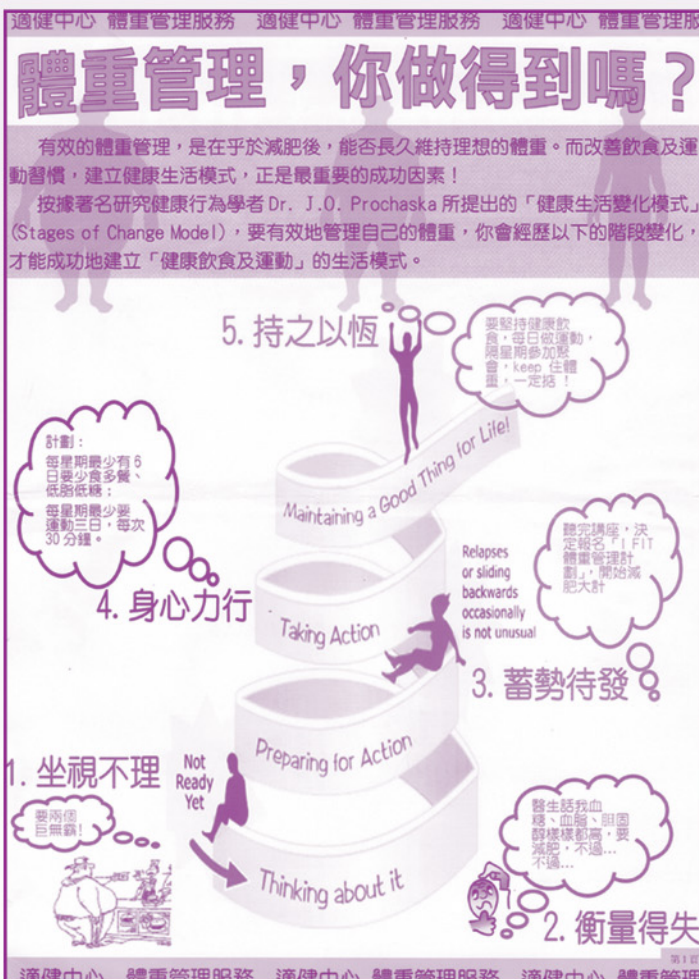 適健中心 體重管理服務 適健中心 體重管理服務 適健中心 體重管理服
體重管理，你做得到嗎？
有效的體重管理，是在乎於減肥後，能否長久維持理想的體重。而改善飲食及運
動習慣，建立健康生活模式，正是最重要的成功因素！
按據著名研究健康行為學者 Dr. J.O. Prochaska 所提出的「健康生活變化模式」
(Stages of Change Model)，要有效地管理自己的體重，你會經歷以下的階段變化，
才能成功地建立「健康飲食及運動」的生活模式。
5. 持之以恆
要堅持健康飲
食，每日做運動，
隔星期參加聚
會，keep 住體
重，一定掂！
Maintaining a Good Thing for Life!
計劃：
每星期最少有 6
日要少食多餐、
低脂低糖；
每星期最少要
運動三日，每次
30 分鐘。
4. 身心力行
Taking Action
Relapses
or sliding
backwards
occasionally
is not unusual
聽完講座，決
定報名「I FIT
體重管理計
劃」，開始減
肥大計
3. 蓄勢待發
Preparing for Action
1. 坐視不理
Not
Ready
Yet
要兩個
巨無霸！
Thinking about it
醫生話我血
糖、血脂、胆固
醇樣樣都高，要
減肥，不過…
不過…
2. 衡量得失
適健中心 體重管理服務 適健中心 體重管理服務 適健中心 體重管理